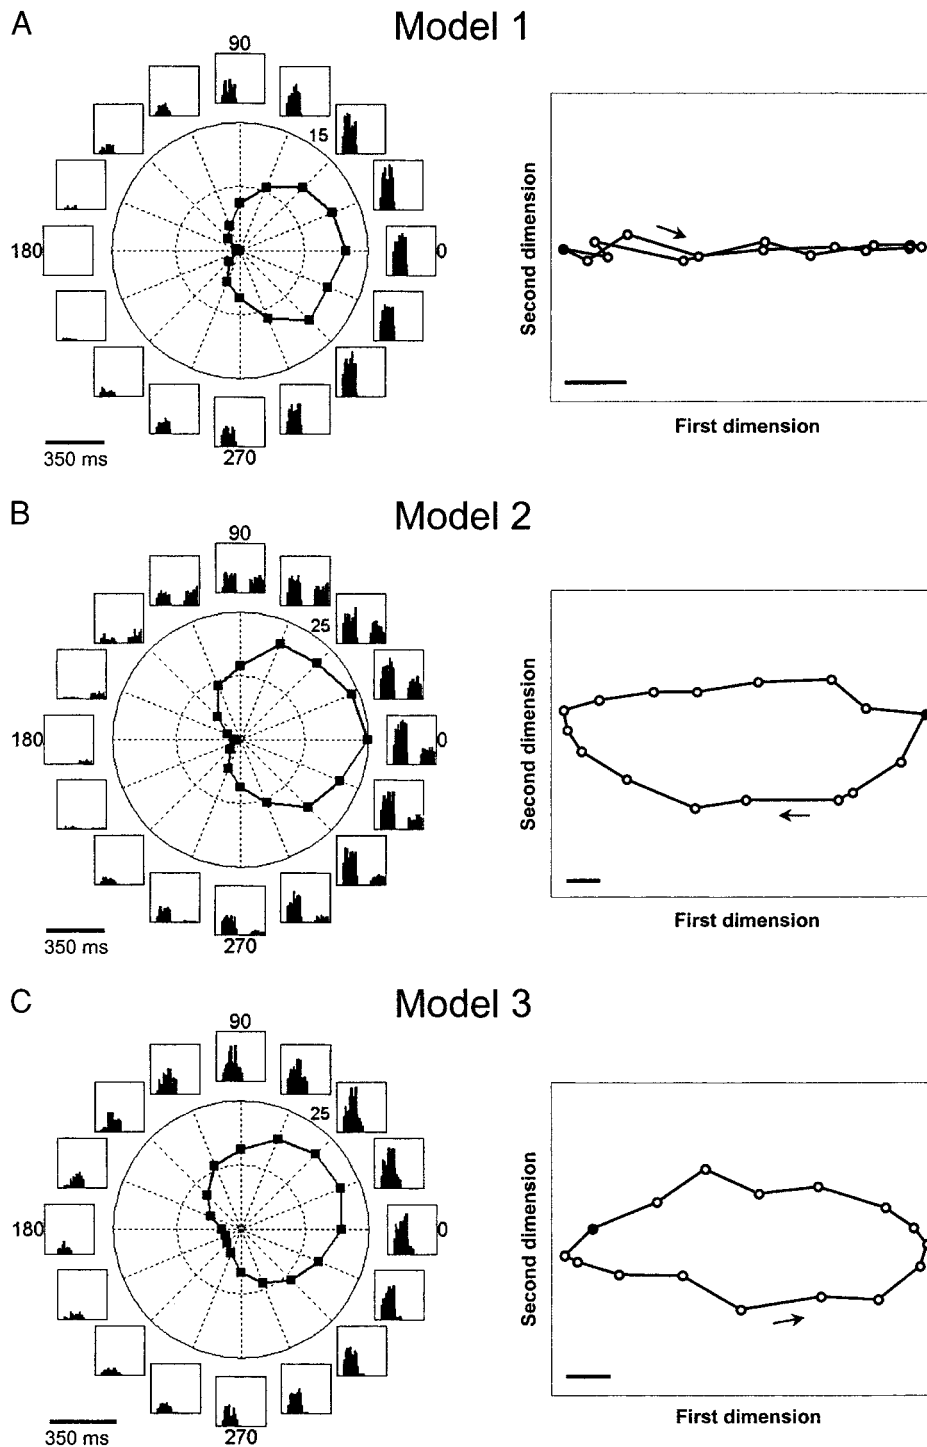 A
Model 1
90
15
180
0
270
350 ms
Second dimension
First dimension
B
Model 2
90
25
180
0
270
350 ms
Second dimension
First dimension
C
Model 3
90
25
180
0
270
350 ms
Second dimension
First dimension